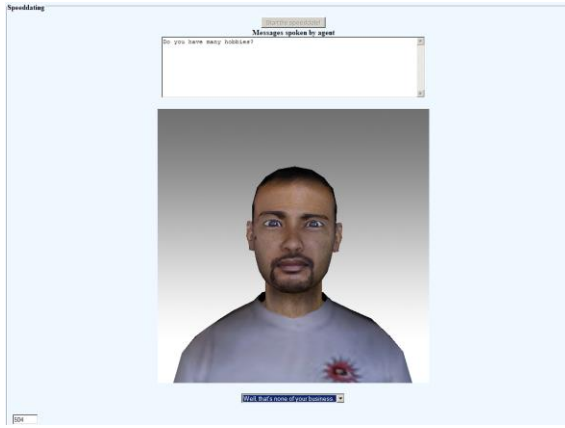 Speeddating
Start the speeddate!
Messages spoken by agent
Do you have many hobbies?
Well, that's none of your business.
504